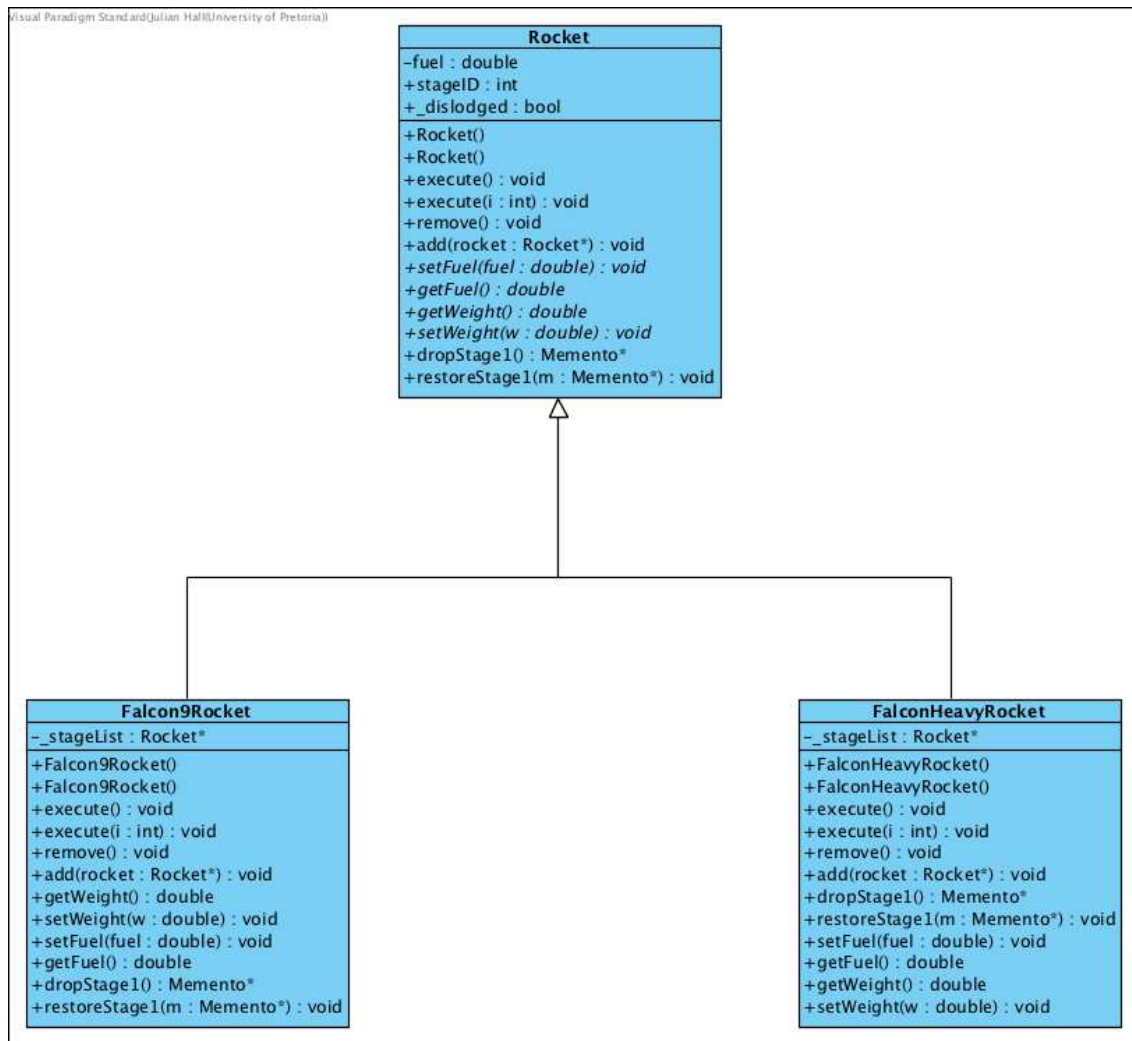 Visual Paradigm Standard(Julian Hall(University of Pretoria))
Rocket
-fuel : double
+stageID : int
+_dislodged : bool
+Rocket()
+Rocket()
+execute() : void
+execute(i : int) : void
+remove() : void
+add(rocket : Rocket*) : void
+setFuel(fuel : double) : void
+getFuel() : double
+getWeight() : double
+setWeight(w : double) : void
+dropStage1() : Memento*
+restoreStage1(m : Memento*) : void
Falcon9Rocket
-_stageList : Rocket*
+Falcon9Rocket()
+Falcon9Rocket()
+execute() : void
+execute(i : int) : void
+remove() : void
+add(rocket : Rocket*) : void
+getWeight() : double
+setWeight(w : double) : void
+setFuel(fuel : double) : void
+getFuel() : double
+dropStage1() : Memento*
+restoreStage1(m : Memento*) : void
FalconHeavyRocket
-_stageList : Rocket*
+FalconHeavyRocket()
+FalconHeavyRocket()
+execute() : void
+execute(i : int) : void
+remove() : void
+add(rocket : Rocket*) : void
+dropStage1() : Memento*
+restoreStage1(m : Memento*) : void
+setFuel(fuel : double) : void
+getFuel() : double
+getWeight() : double
+setWeight(w : double) : void